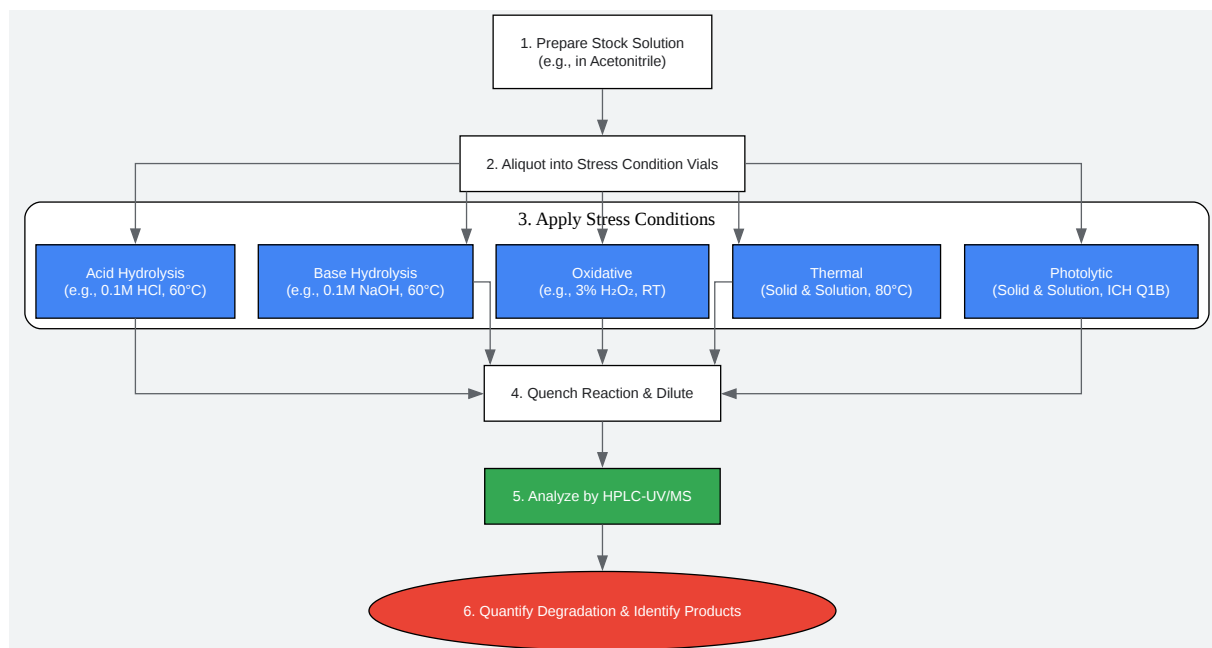 1. Prepare Stock Solution
(e.g., in Acetonitrile)
2. Aliquot into Stress Condition Vials
3. Apply Stress Conditions
Acid Hydrolysis
(e.g., 0.1M HCl, 60°C)
Base Hydrolysis
(e.g., 0.1M NaOH, 60°C)
Oxidative
(e.g., 3% H₂O₂, RT)
Thermal
(Solid & Solution, 80°C)
Photolytic
(Solid & Solution, ICH Q1B)
4. Quench Reaction & Dilute
5. Analyze by HPLC-UV/MS
6. Quantify Degradation & Identify Products